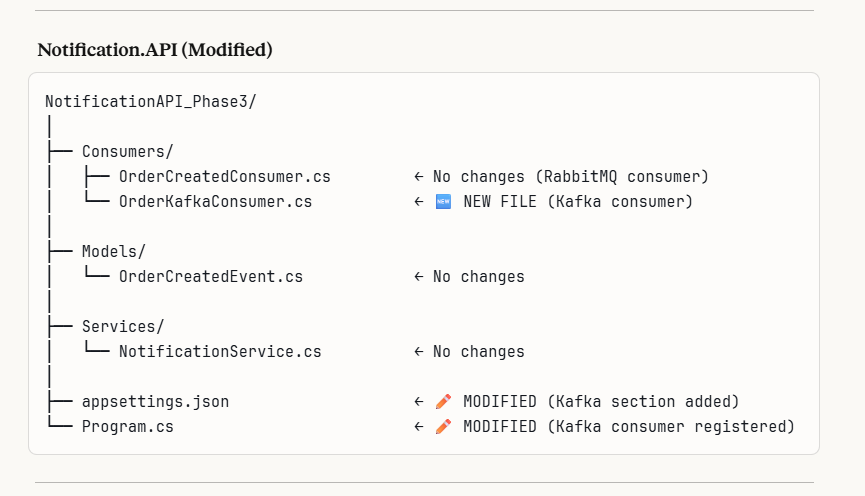 Notification.API (Modified)
NotificationAPI_Phase3/
│
├── Consumers/
│   ├── OrderCreatedConsumer.cs         ← No changes (RabbitMQ consumer)
│   └── OrderKafkaConsumer.cs           ← 🆕 NEW FILE (Kafka consumer)
│
├── Models/
│   └── OrderCreatedEvent.cs            ← No changes
│
├── Services/
│   └── NotificationService.cs          ← No changes
│
├── appsettings.json                    ← ✏️ MODIFIED (Kafka section added)
└── Program.cs                          ← ✏️ MODIFIED (Kafka consumer registered)